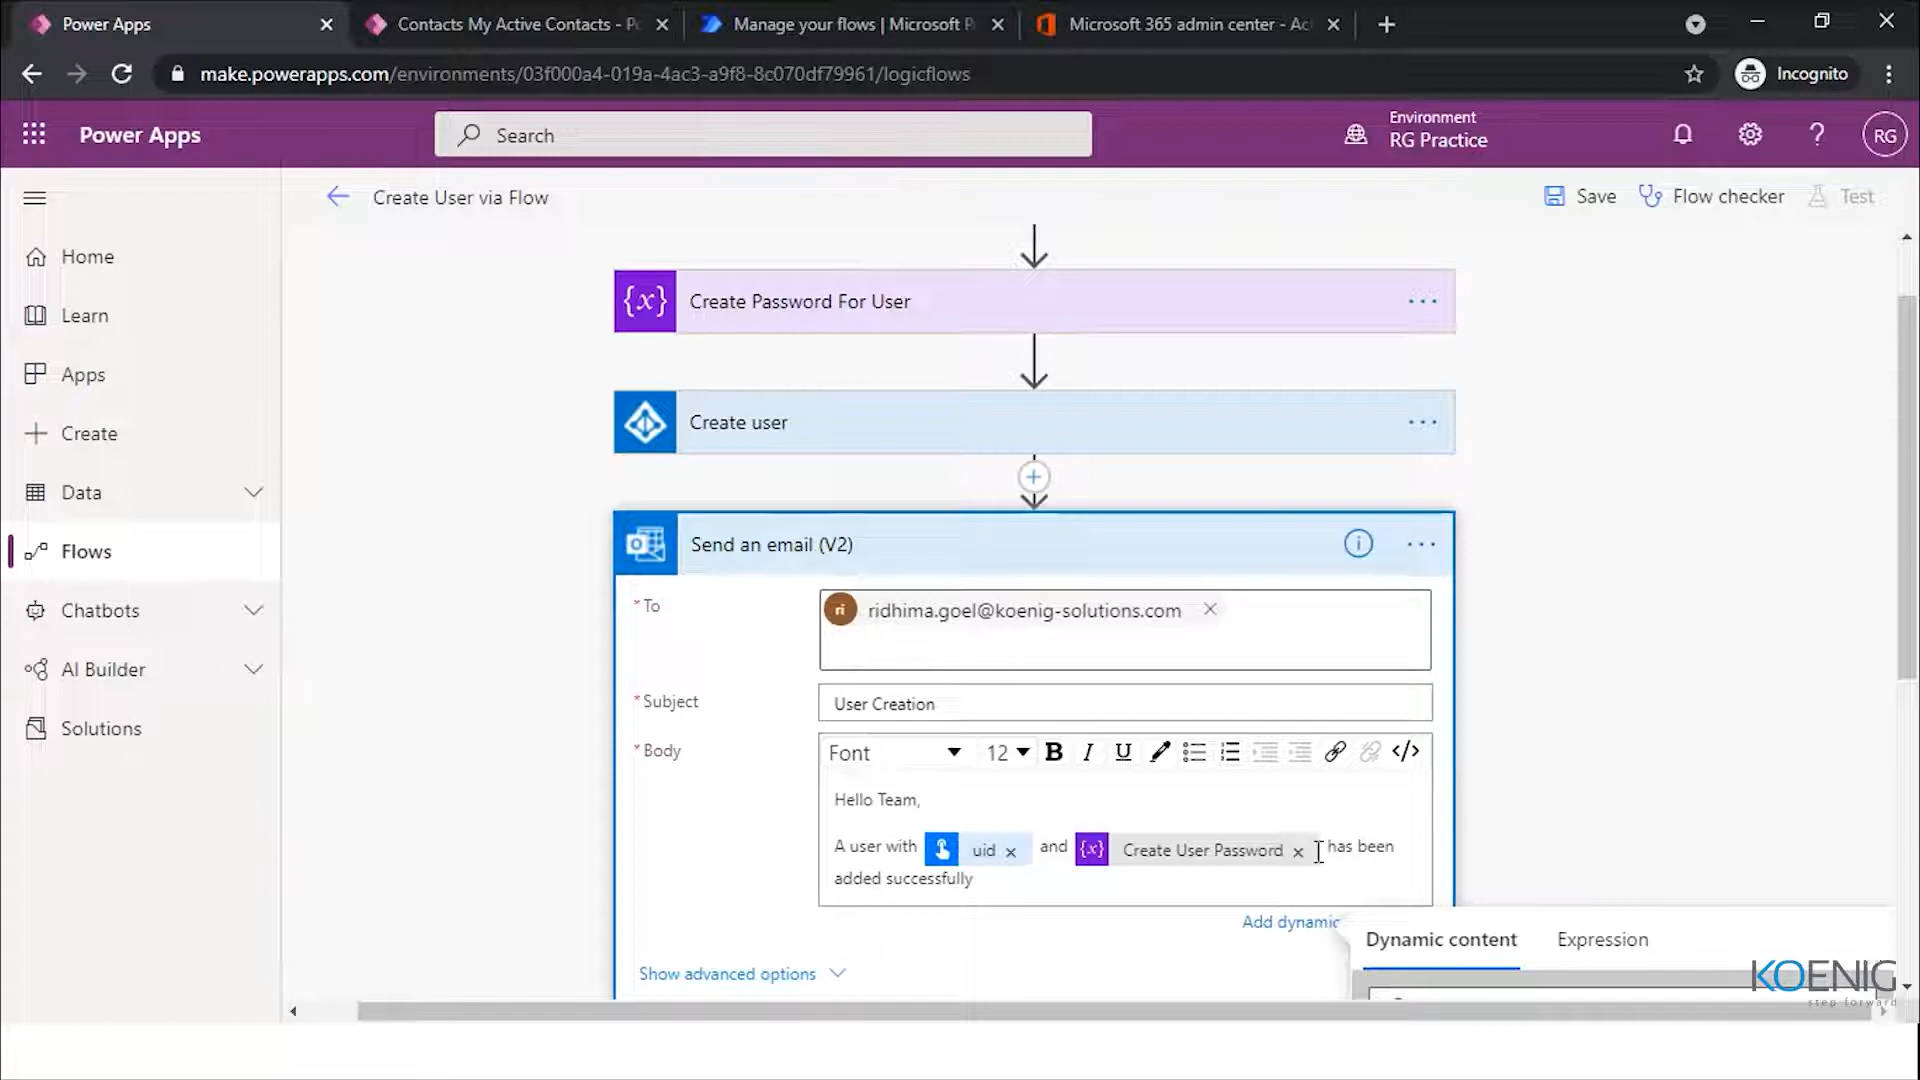 Power Apps
Contacts My Active Contacts - Po
Manage your flows | Microsoft P
Microsoft 365 admin center - Ac
make.powerapps.com/environments/03f000a4-019a-4ac3-a9f8-8c070df79961/logicflows
Incognito
Power Apps
Search
Environment
RG Practice
RG
Create User via Flow
Save
Flow checker
Test
Home
Learn
Apps
Create
Data
Flows
Chatbots
AI Builder
Solutions
{x} Create Password For User
Create user
Send an email (V2)
* To
ri ridhima.goel@koenig-solutions.com
* Subject
User Creation
* Body
Font 12 B I U </>
Hello Team,
A user with uid and {x} Create User Password has been
added successfully
Add dynamic
Show advanced options
Dynamic content
Expression
KOENIG
step forward